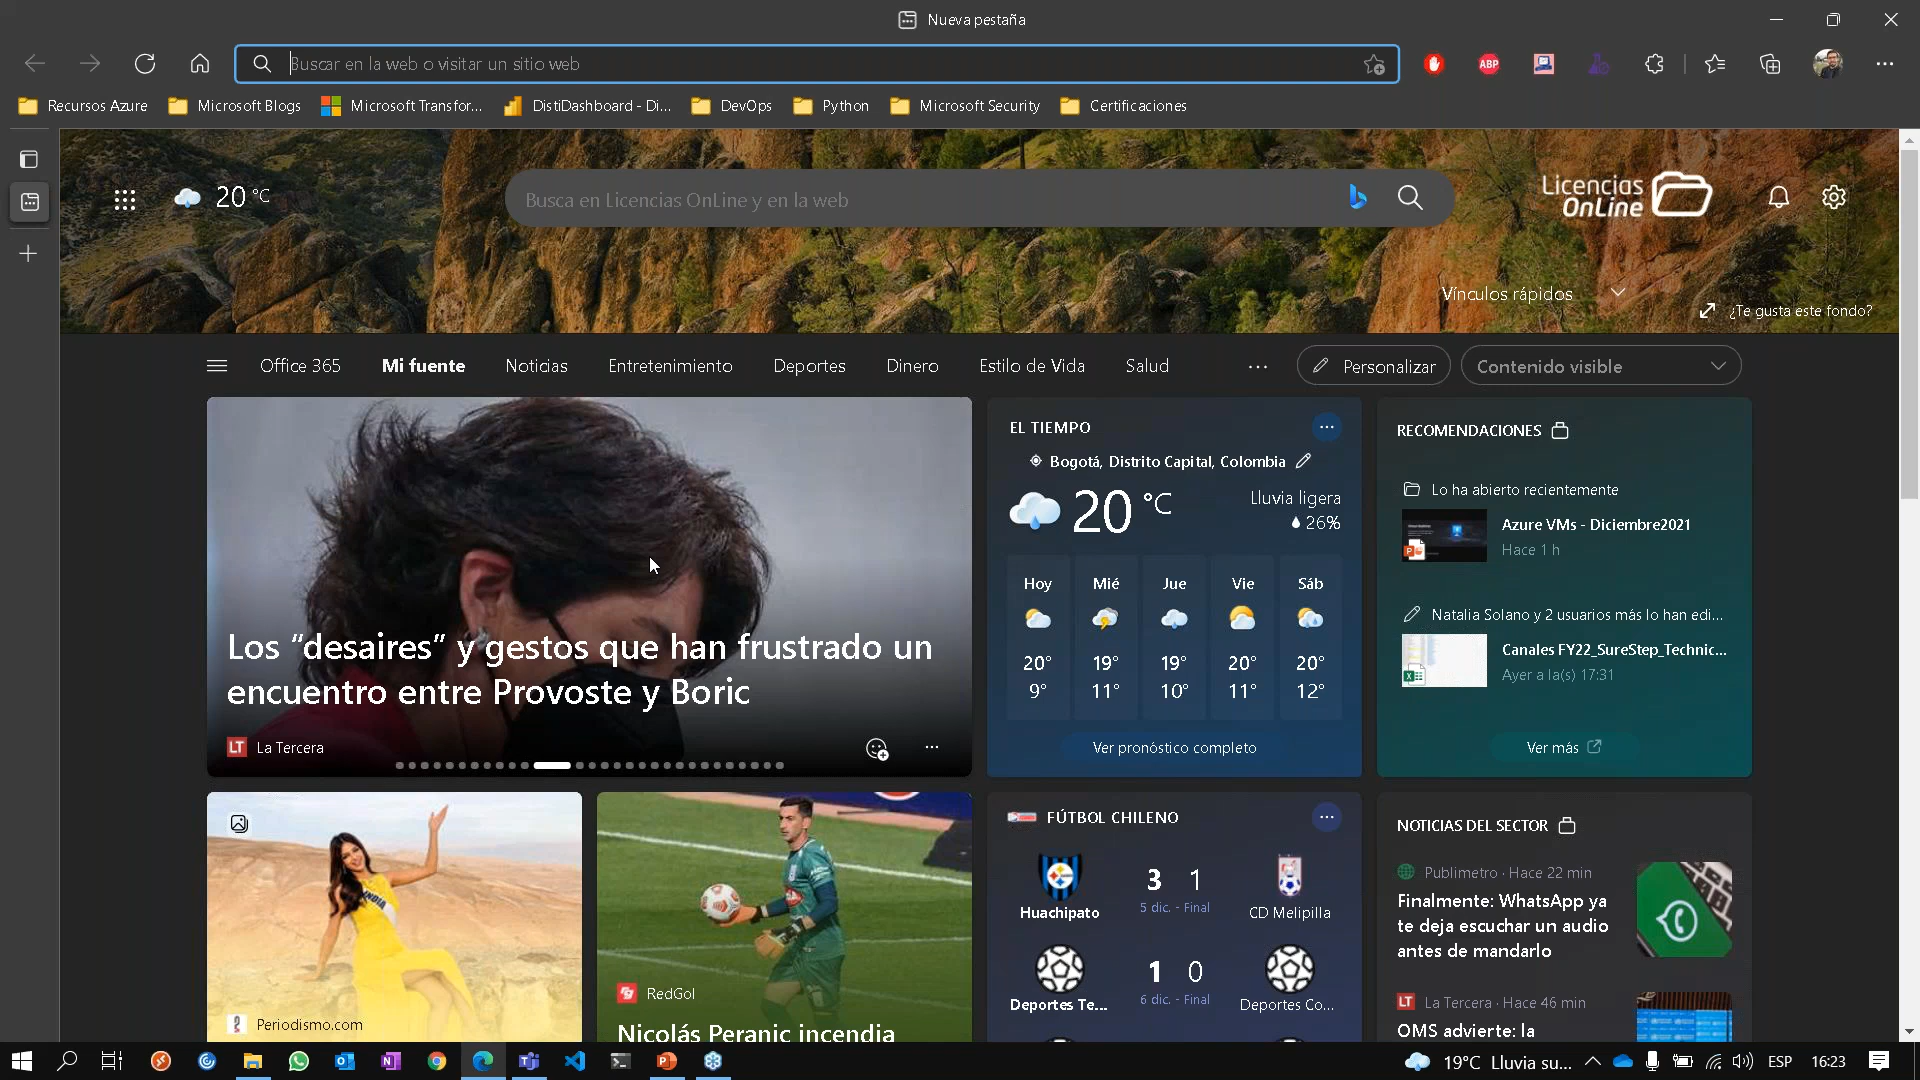 Nueva pestaña
Buscar en la web o visitar un sitio web
ABP
Recursos Azure
Microsoft Blogs
Microsoft Transfor...
DistiDashboard - Di...
DevOps
Python
Microsoft Security
Certificaciones
20 °C
Busca en Licencias OnLine y en la web
Licencias
OnLine
Vínculos rápidos
¿Te gusta este fondo?
Office 365
Mi fuente
Noticias
Entretenimiento
Deportes
Dinero
Estilo de Vida
Salud
...
Personalizar
Contenido visible
Los “desaires” y gestos que han frustrado un
encuentro entre Provoste y Boric
LT La Tercera
EL TIEMPO
Bogotá, Distrito Capital, Colombia
20 °C
Lluvia ligera
26%
Hoy Mié Jue Vie Sáb
20° 19° 19° 20° 20°
9° 11° 10° 11° 12°
Ver pronóstico completo
RECOMENDACIONES
Lo ha abierto recientemente
Azure VMs - Diciembre2021
Hace 1 h
Natalia Solano y 2 usuarios más lo han edi...
Canales FY22_SureStep_Technic...
Ayer a la(s) 17:31
Ver más
Periodismo.com
RedGol
Nicolás Peranic incendia
FÚTBOL CHILENO
3 1
5 dic. - Final
Huachipato
CD Melipilla
1 0
6 dic. - Final
Deportes Te...
Deportes Co...
NOTICIAS DEL SECTOR
Publimetro · Hace 22 min
Finalmente: WhatsApp ya
te deja escuchar un audio
antes de mandarlo
LT La Tercera · Hace 46 min
OMS advierte: la
19°C Lluvia su...
ESP
16:23